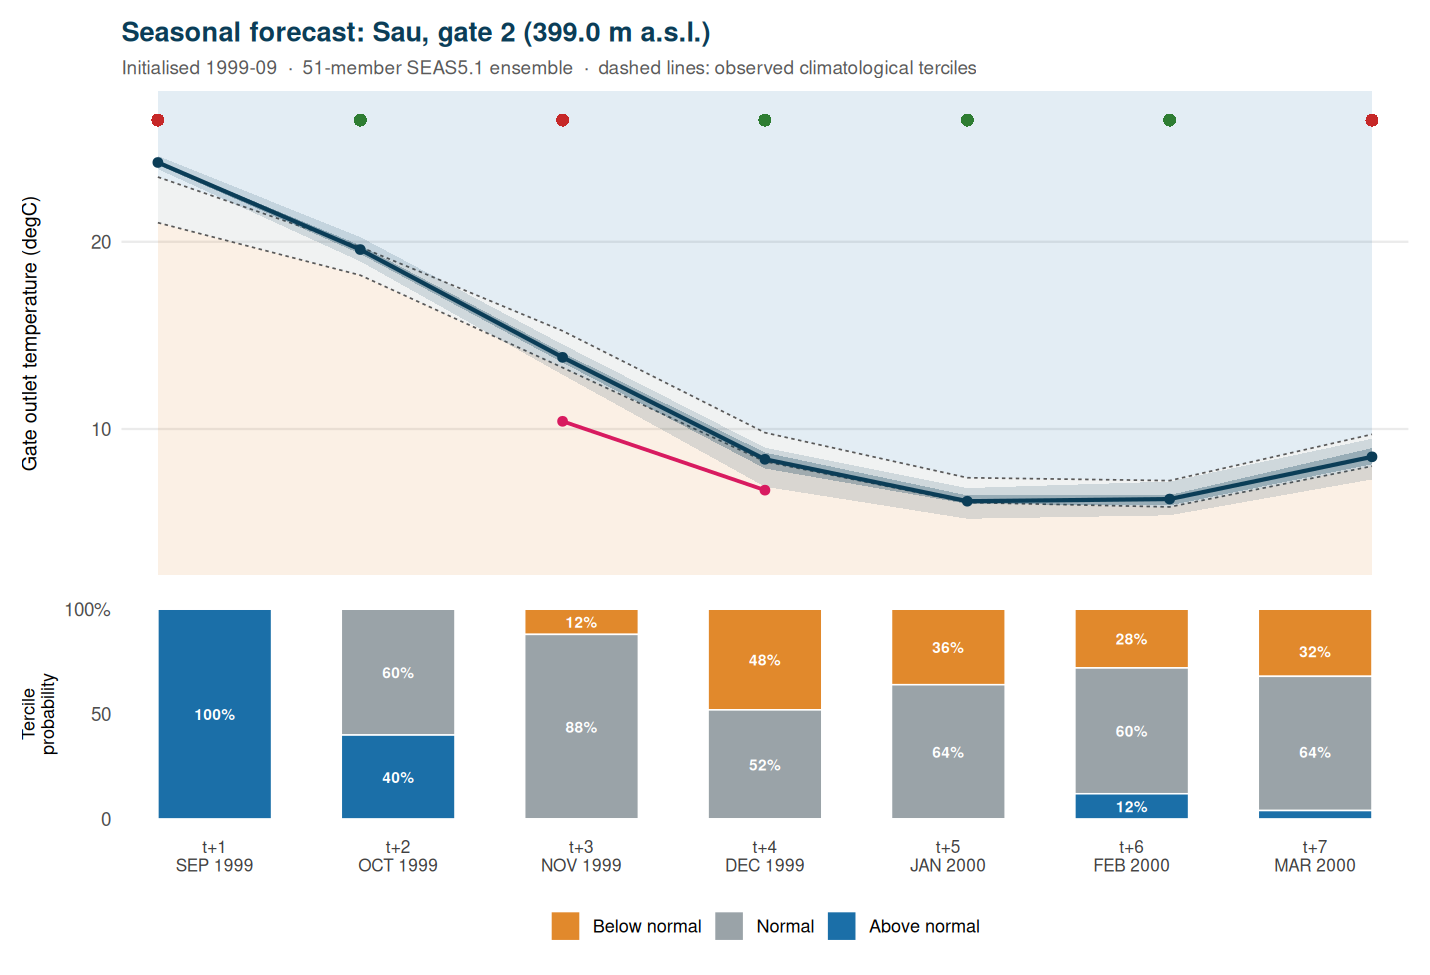 Seasonal forecast: Sau, gate 2 (399.0 m a.s.l.)
Initialised 1999-09 · 51-member SEAS5.1 ensemble · dashed lines: observed climatological terciles
Gate outlet temperature (degC)
20
10
Tercile
probability
100%
50
0
100%
60%
40%
12%
88%
48%
52%
36%
64%
28%
60%
12%
32%
64%
t+1
SEP 1999
t+2
OCT 1999
t+3
NOV 1999
t+4
DEC 1999
t+5
JAN 2000
t+6
FEB 2000
t+7
MAR 2000
Below normal
Normal
Above normal